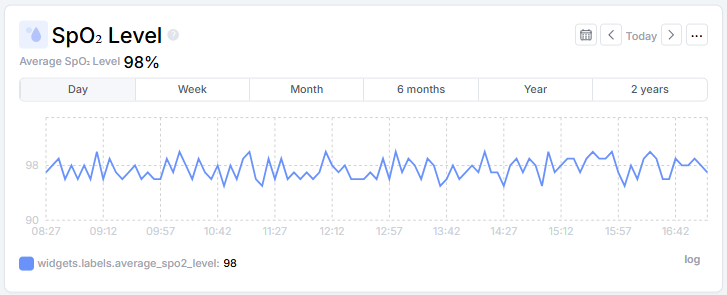 SpO₂ Level ?
Today ...
Average SpO₂ Level 98%
Day Week Month 6 months Year 2 years
98
90
08:27 09:12 09:57 10:42 11:27 12:12 12:57 13:42 14:27 15:12 15:57 16:42
widgets.labels.average_spo2_level: 98
log